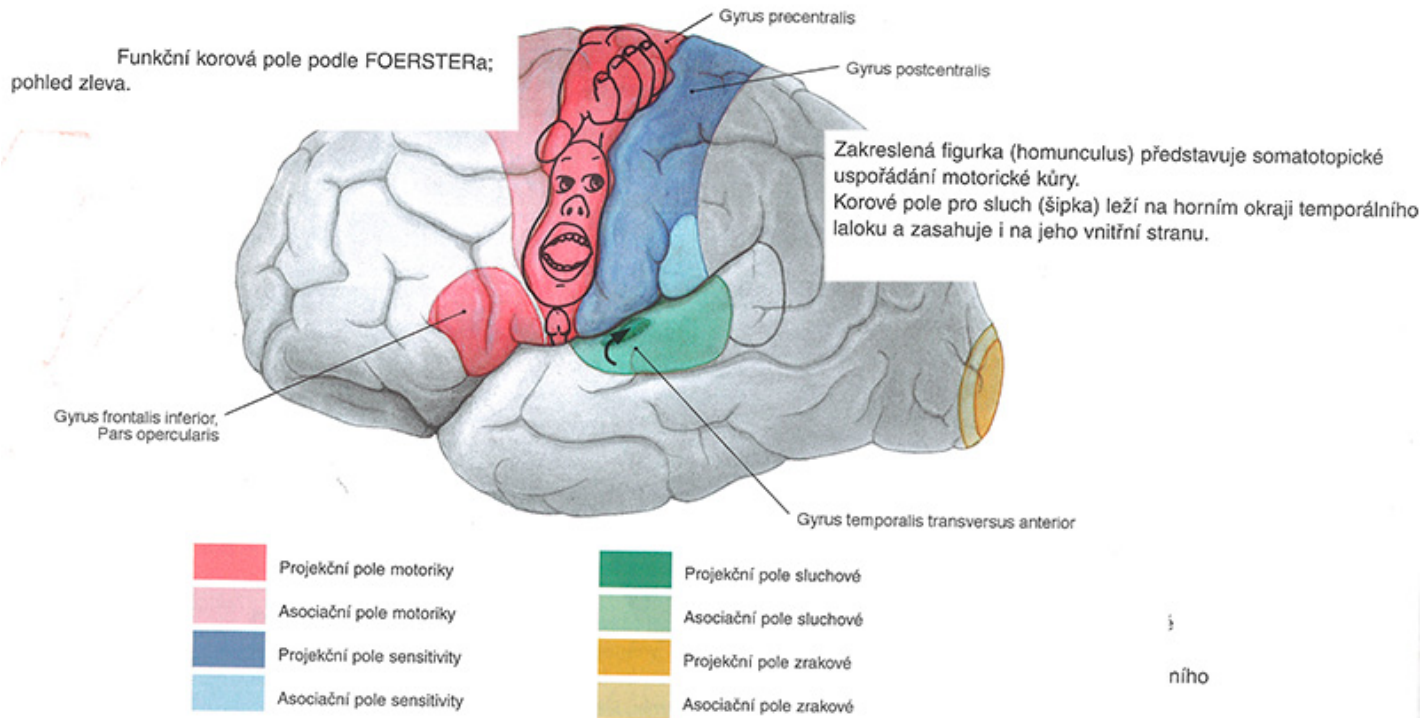 Funkční korová pole podle FOERSTERa;
pohled zleva.
Gyrus precentralis
Gyrus postcentralis
Zakreslená figurka (homunculus) představuje somatotopické
uspořádání motorické kůry.
Korové pole pro sluch (šipka) leží na horním okraji temporálního
laloku a zasahuje i na jeho vnitřní stranu.
Gyrus frontalis inferior,
Pars opercularis
Gyrus temporalis transversus anterior
Projekční pole motoriky
Asociační pole motoriky
Projekční pole sensitivity
Asociační pole sensitivity
Projekční pole sluchové
Asociační pole sluchové
Projekční pole zrakové
Asociační pole zrakové
ního